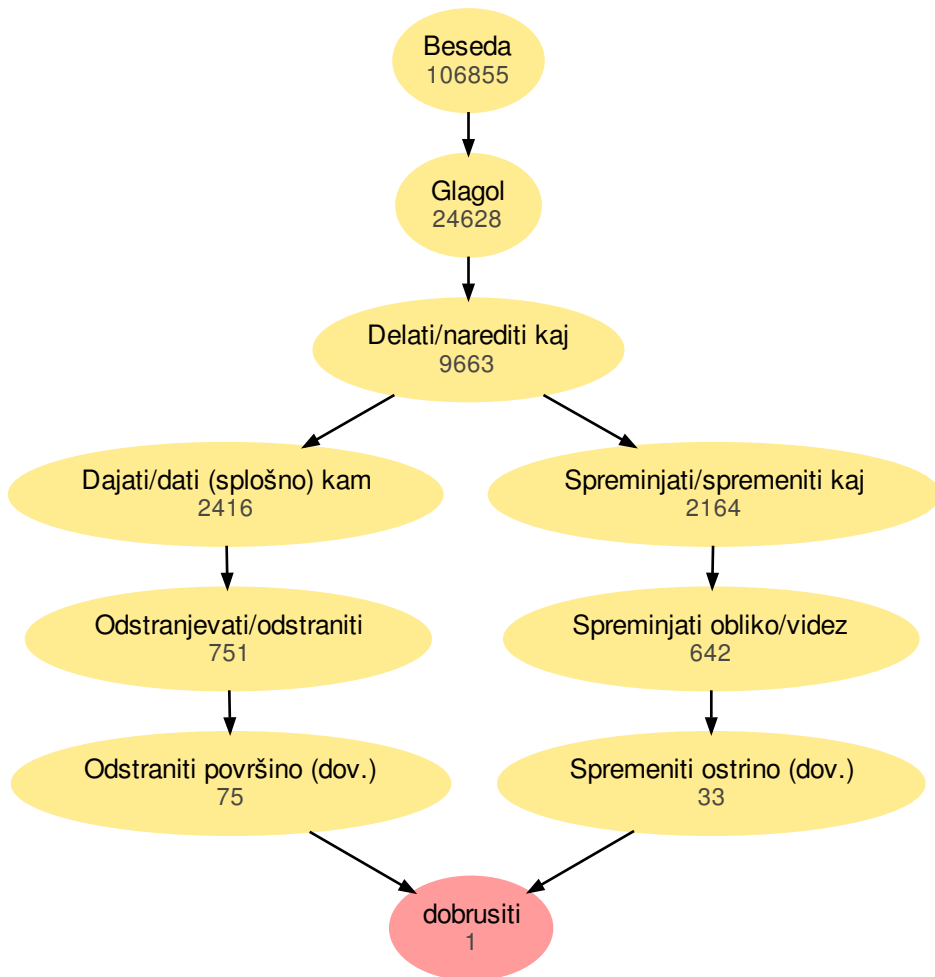 Beseda
106855
Glagol
24628
Delati/narediti kaj
9663
Dajati/dati (splošno) kam
2416
Spreminjati/spremeniti kaj
2164
Odstranjevati/odstraniti
751
Spreminjati obliko/videz
642
Odstraniti površino (dov.)
75
Spremeniti ostrino (dov.)
33
dobrusiti
1